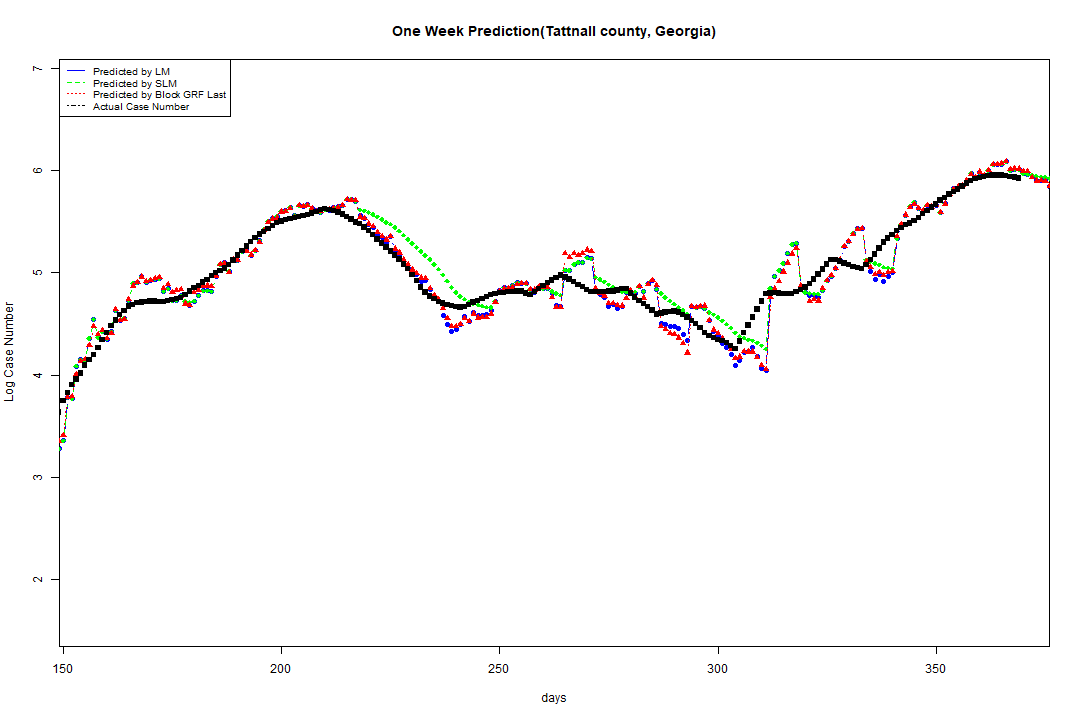 One Week Prediction(Tattnall county, Georgia)
Predicted by LM
Predicted by SLM
Predicted by Block GRF Last
Actual Case Number
7
6
5
4
3
2
Log Case Number
150 200 250 300 350
days